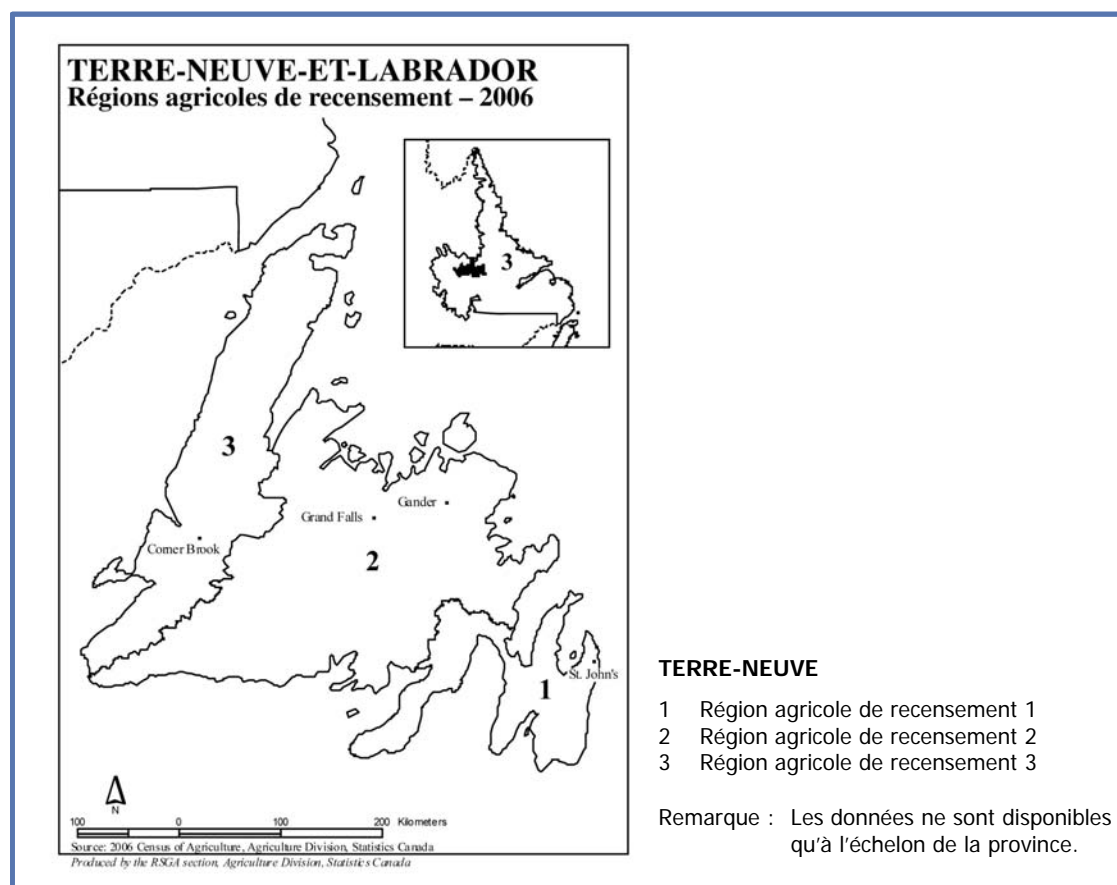 TERRE-NEUVE-ET-LABRADOR
Régions agricoles de recensement – 2006
3
3
Gander
Grand Falls
Corner Brook
2
St. John's
1
N
100 0 100 200 Kilometers
Source: 2006 Census of Agriculture, Agriculture Division, Statistics Canada
Produced by the RSGA section, Agriculture Division, Statistics Canada
TERRE-NEUVE
1 Région agricole de recensement 1
2 Région agricole de recensement 2
3 Région agricole de recensement 3
Remarque : Les données ne sont disponibles
qu'à l'échelon de la province.